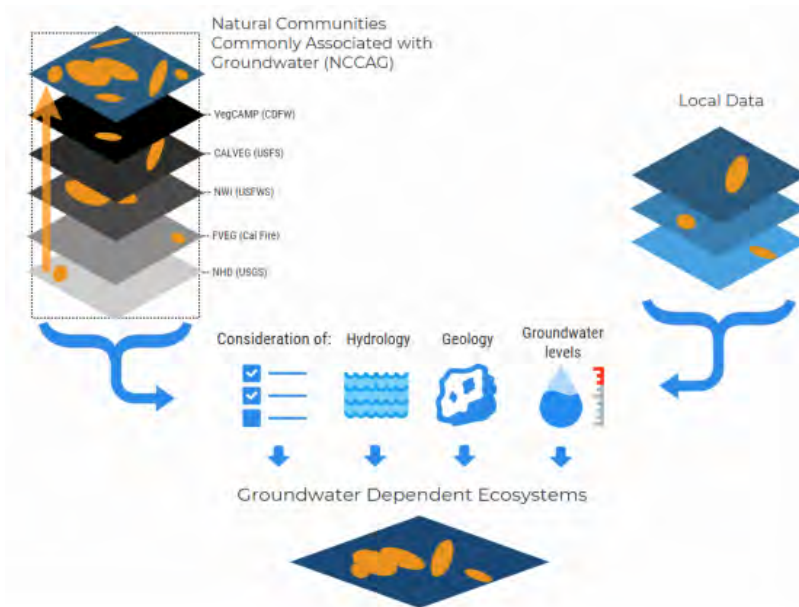 Natural Communities
Commonly Associated with
Groundwater (NCCAG)
VegCAMP (CDFW)
CALVEG (USFS)
NWI (USFWS)
FVEG (Cal Fire)
NHD (USGS)
Local Data
Consideration of:
Hydrology
Geology
Groundwater
levels
Groundwater Dependent Ecosystems